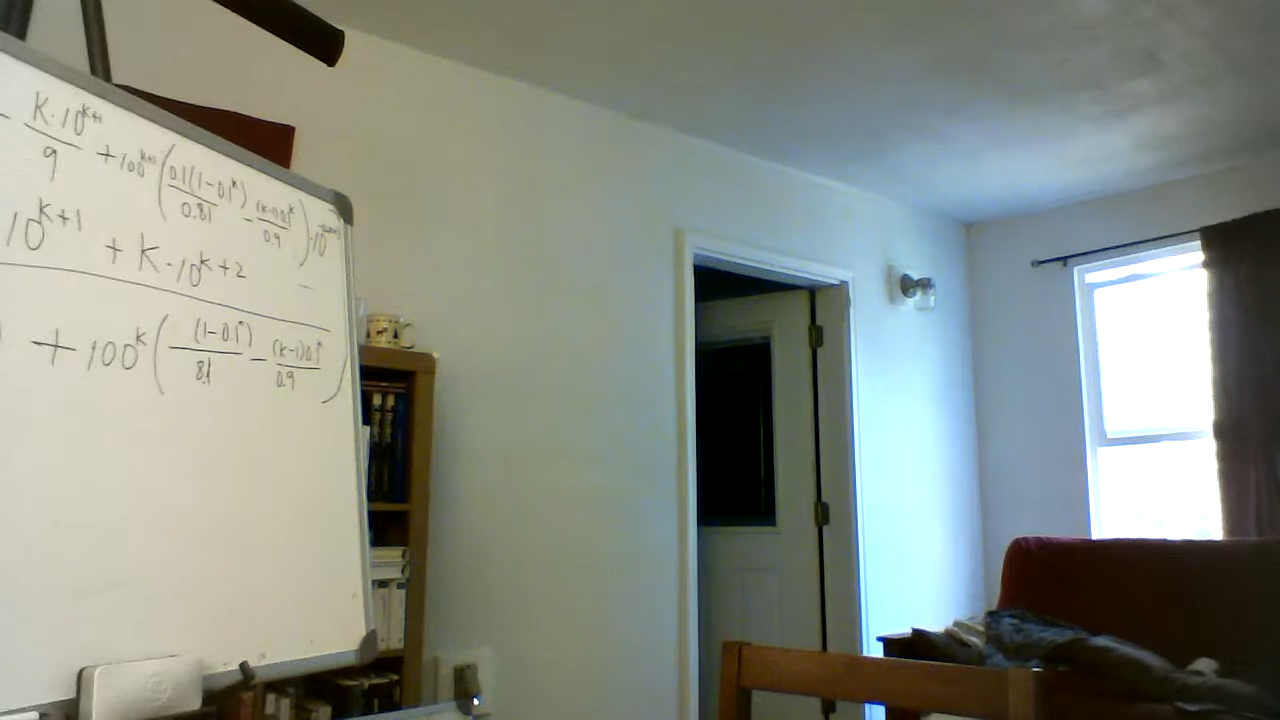 - K·10^(k+1)/9 + 100^(k+1) (0.1(1-0.1^k)/0.81 - (k-1)0.1^k/0.9)·10
10^(k+1) + K·10^(k+2) -
+ 100^k ((1-0.1^k)/8.1 - (k-1)0.1^k/0.9)